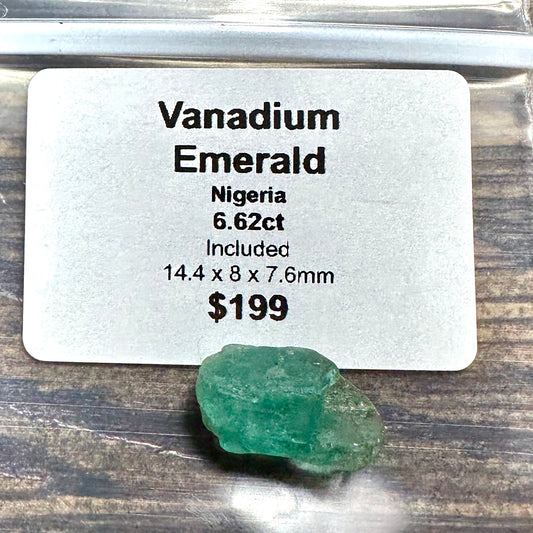 Vanadium
Emerald
Nigeria
6.62ct
Included
14.4 x 8 x 7.6mm
$199